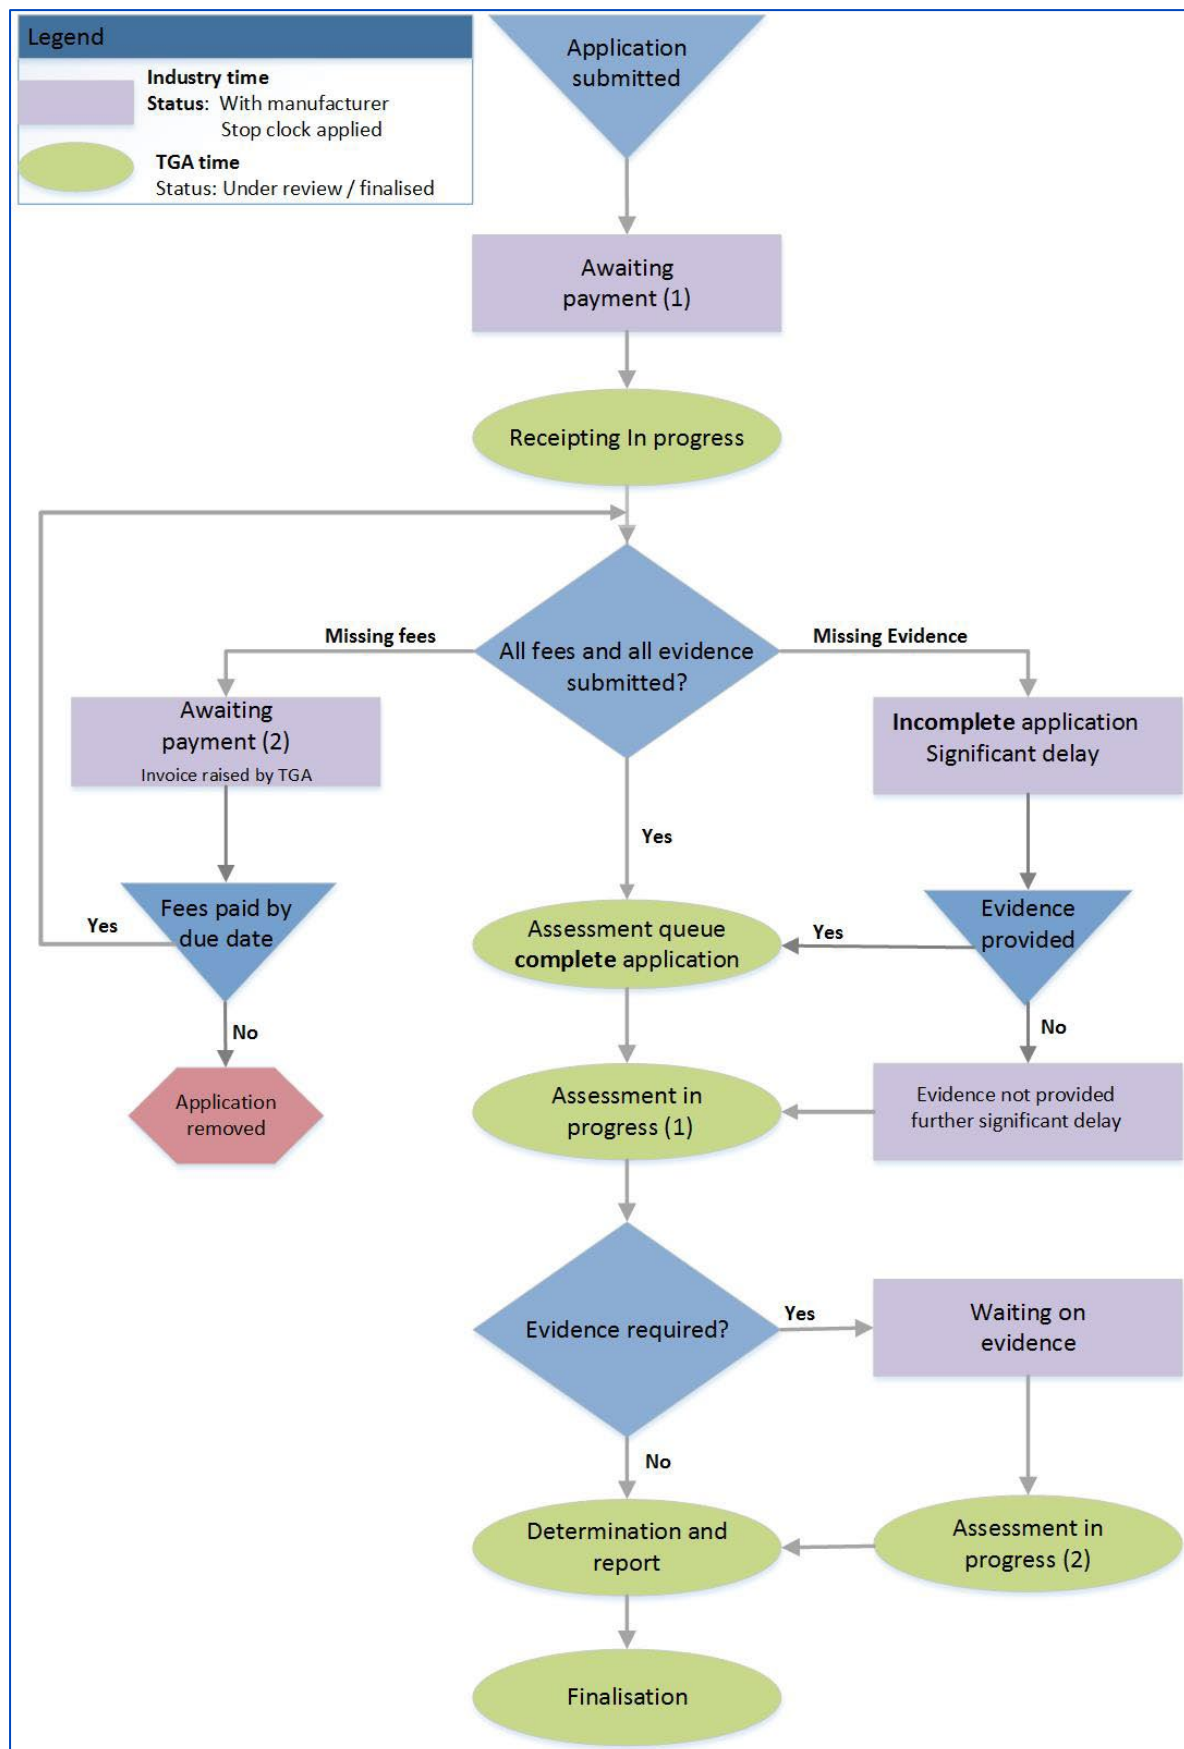 Legend
Industry time
Status: With manufacturer
Stop clock applied
TGA time
Status: Under review / finalised
Application
submitted
Awaiting
payment (1)
Receipting In progress
All fees and all evidence
submitted?
Missing fees
Missing Evidence
Awaiting
payment (2)
Invoice raised by TGA
Incomplete application
Significant delay
Yes
Fees paid by
due date
Yes
Assessment queue
complete application
Yes
Evidence
provided
No
No
Application
removed
Assessment in
progress (1)
Evidence not provided
further significant delay
Evidence required?
Yes
Waiting on
evidence
No
Determination and
report
Assessment in
progress (2)
Finalisation